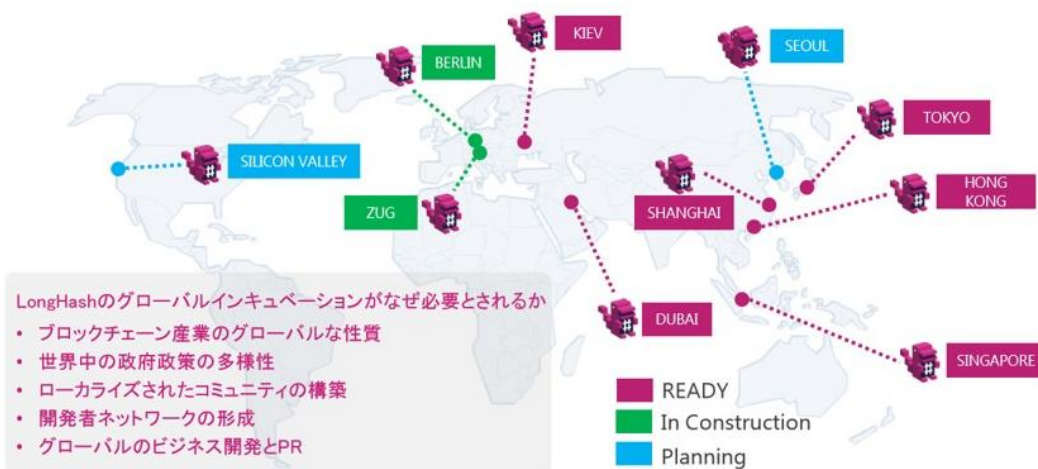 KIEV
SEOUL
BERLIN
TOKYO
SILICON VALLEY
HONG
KONG
ZUG
SHANGHAI
DUBAI
SINGAPORE
LongHashのグローバルインキュベーションがなぜ必要とされるか
• ブロックチェーン産業のグローバルな性質
• 世界中の政府政策の多様性
• ローカライズされたコミュニティの構築
• 開発者ネットワークの形成
• グローバルのビジネス開発とPR
READY
In Construction
Planning